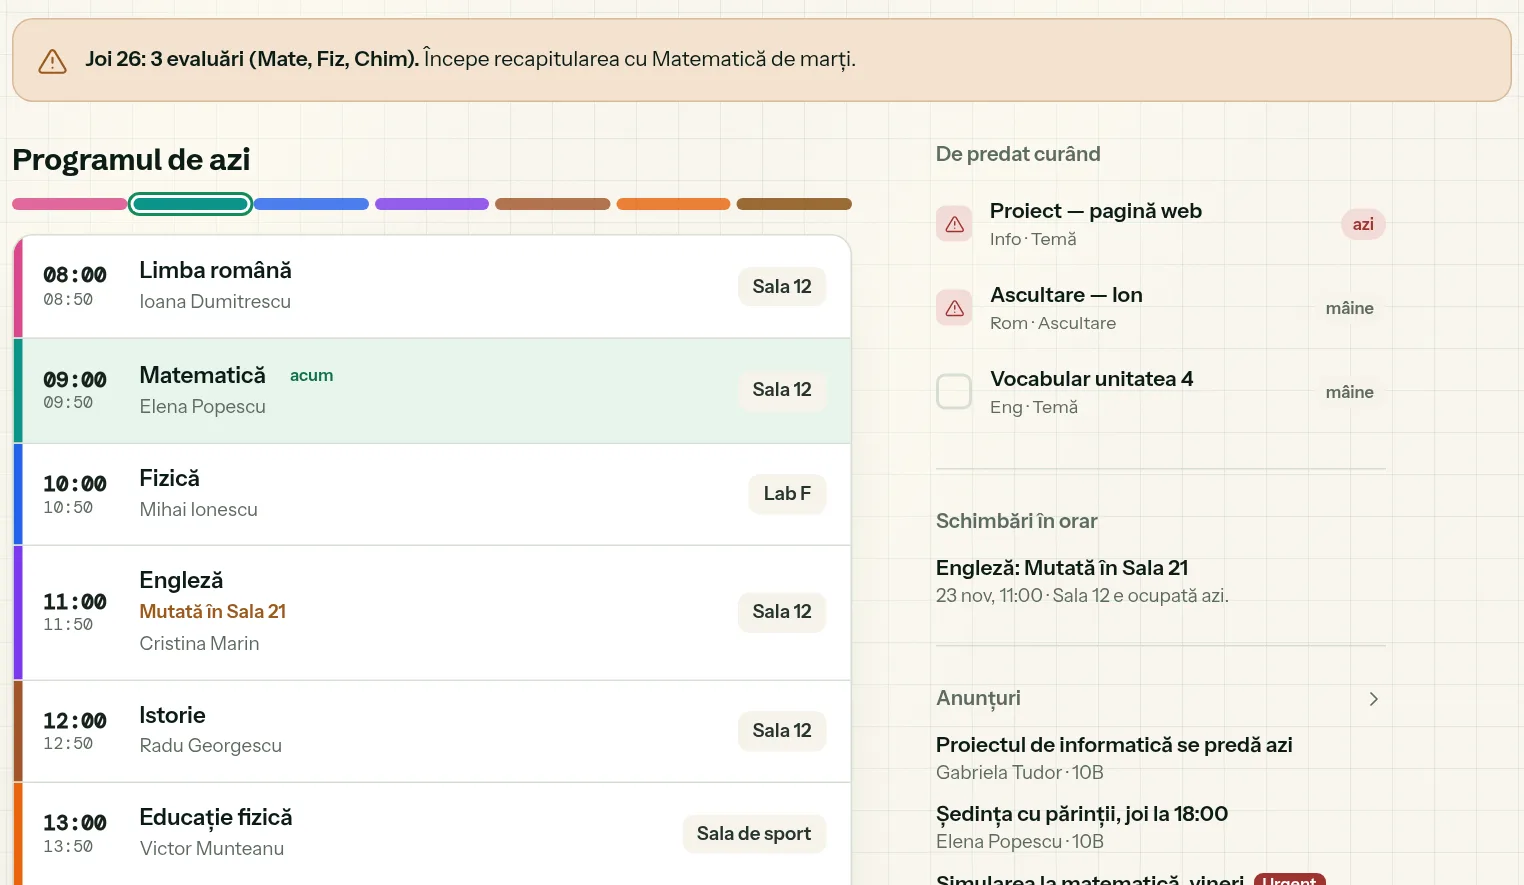 Joi 26: 3 evaluări (Mate, Fiz, Chim). Începe recapitularea cu Matematică de marți.
Programul de azi
08:00
08:50
Limba română
Ioana Dumitrescu
Sala 12
09:00
09:50
Matematică acum
Elena Popescu
Sala 12
10:00
10:50
Fizică
Mihai Ionescu
Lab F
11:00
11:50
Engleză
Mutată în Sala 21
Cristina Marin
Sala 12
12:00
12:50
Istorie
Radu Georgescu
Sala 12
13:00
13:50
Educație fizică
Victor Munteanu
Sala de sport
De predat curând
Proiect — pagină web
Info · Temă
azi
Ascultare — Ion
Rom · Ascultare
mâine
Vocabular unitatea 4
Eng · Temă
mâine
Schimbări în orar
Engleză: Mutată în Sala 21
23 nov, 11:00 · Sala 12 e ocupată azi.
Anunțuri
Proiectul de informatică se predă azi
Gabriela Tudor · 10B
Ședința cu părinții, joi la 18:00
Elena Popescu · 10B
Simularea la matematică, vineri Urgent